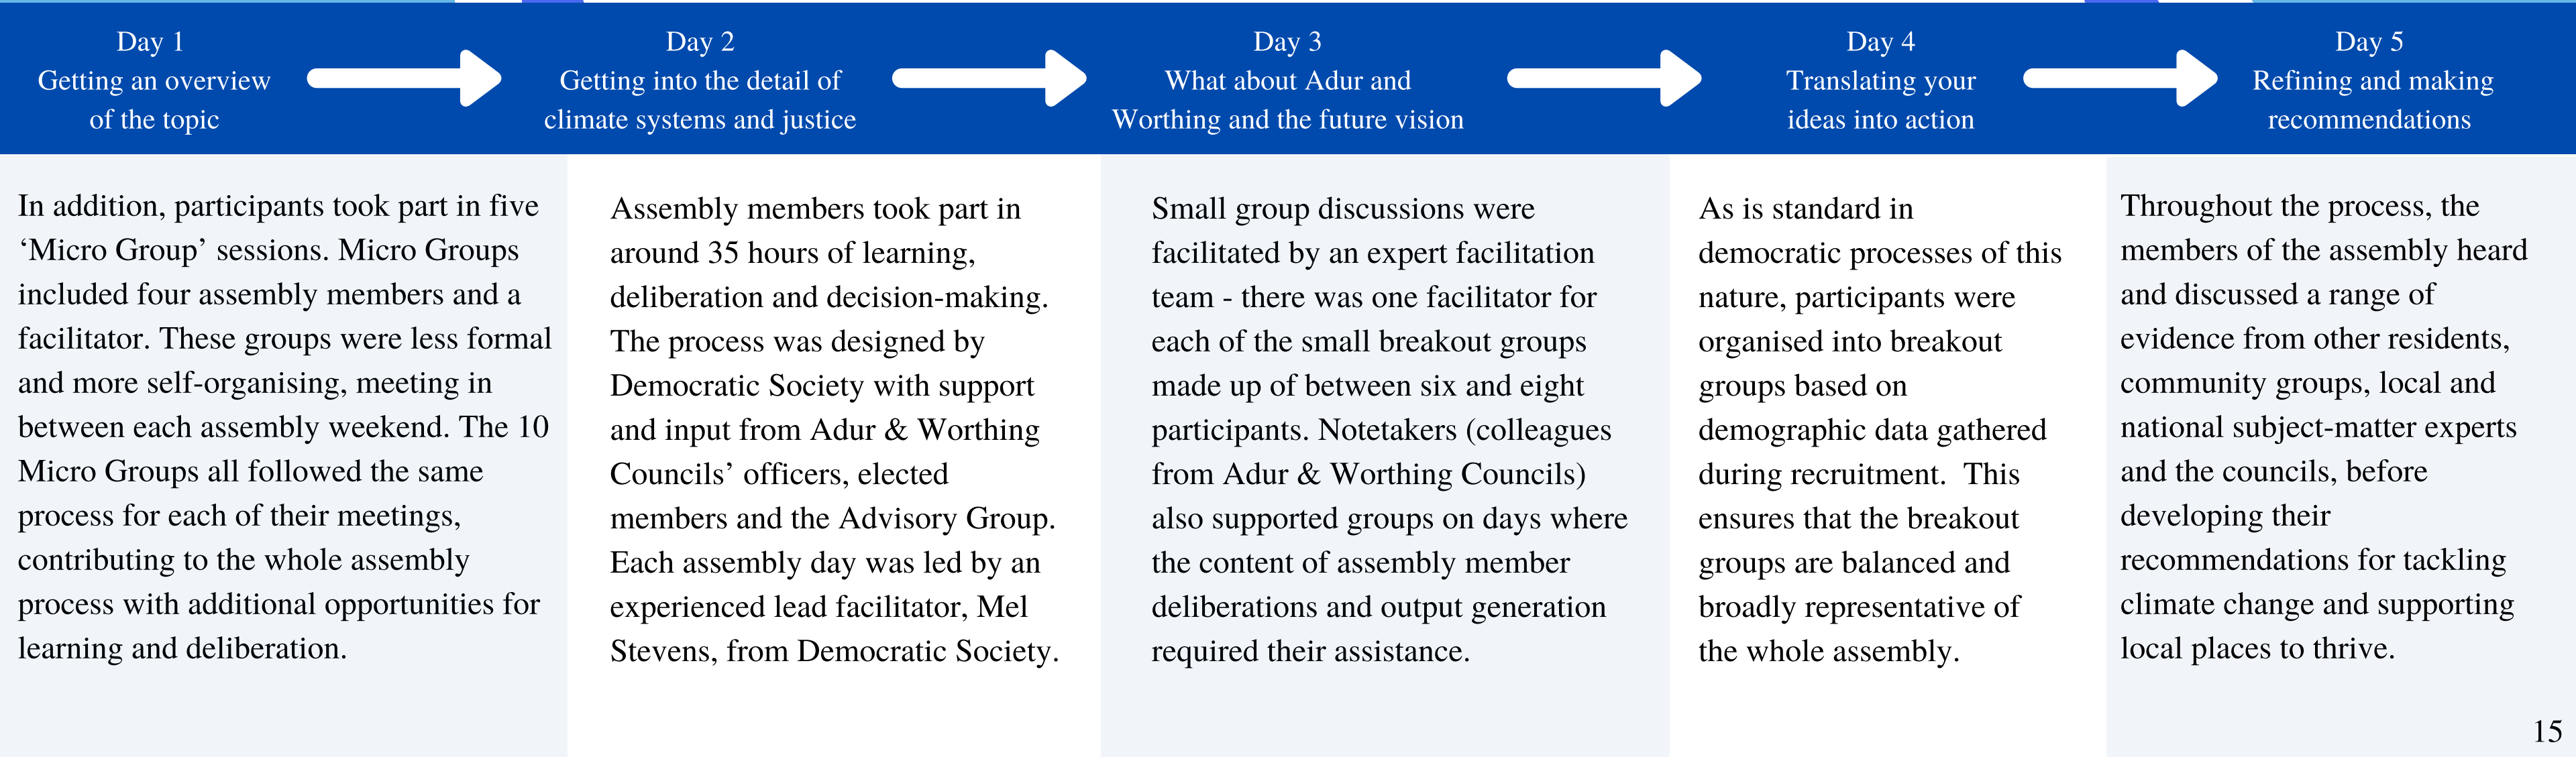 Day 1
Getting an overview
of the topic
Day 2
Getting into the detail of
climate systems and justice
Day 3
What about Adur and
Worthing and the future vision
Day 4
Translating your
ideas into action
Day 5
Refining and making
recommendations
In addition, participants took part in five
‘Micro Group’ sessions. Micro Groups
included four assembly members and a
facilitator. These groups were less formal
and more self-organising, meeting in
between each assembly weekend. The 10
Micro Groups all followed the same
process for each of their meetings,
contributing to the whole assembly
process with additional opportunities for
learning and deliberation.
Assembly members took part in
around 35 hours of learning,
deliberation and decision-making.
The process was designed by
Democratic Society with support
and input from Adur & Worthing
Councils’ officers, elected
members and the Advisory Group.
Each assembly day was led by an
experienced lead facilitator, Mel
Stevens, from Democratic Society.
Small group discussions were
facilitated by an expert facilitation
team - there was one facilitator for
each of the small breakout groups
made up of between six and eight
participants. Notetakers (colleagues
from Adur & Worthing Councils)
also supported groups on days where
the content of assembly member
deliberations and output generation
required their assistance.
As is standard in
democratic processes of this
nature, participants were
organised into breakout
groups based on
demographic data gathered
during recruitment.  This
ensures that the breakout
groups are balanced and
broadly representative of
the whole assembly.
Throughout the process, the
members of the assembly heard
and discussed a range of
evidence from other residents,
community groups, local and
national subject-matter experts
and the councils, before
developing their
recommendations for tackling
climate change and supporting
local places to thrive.
15